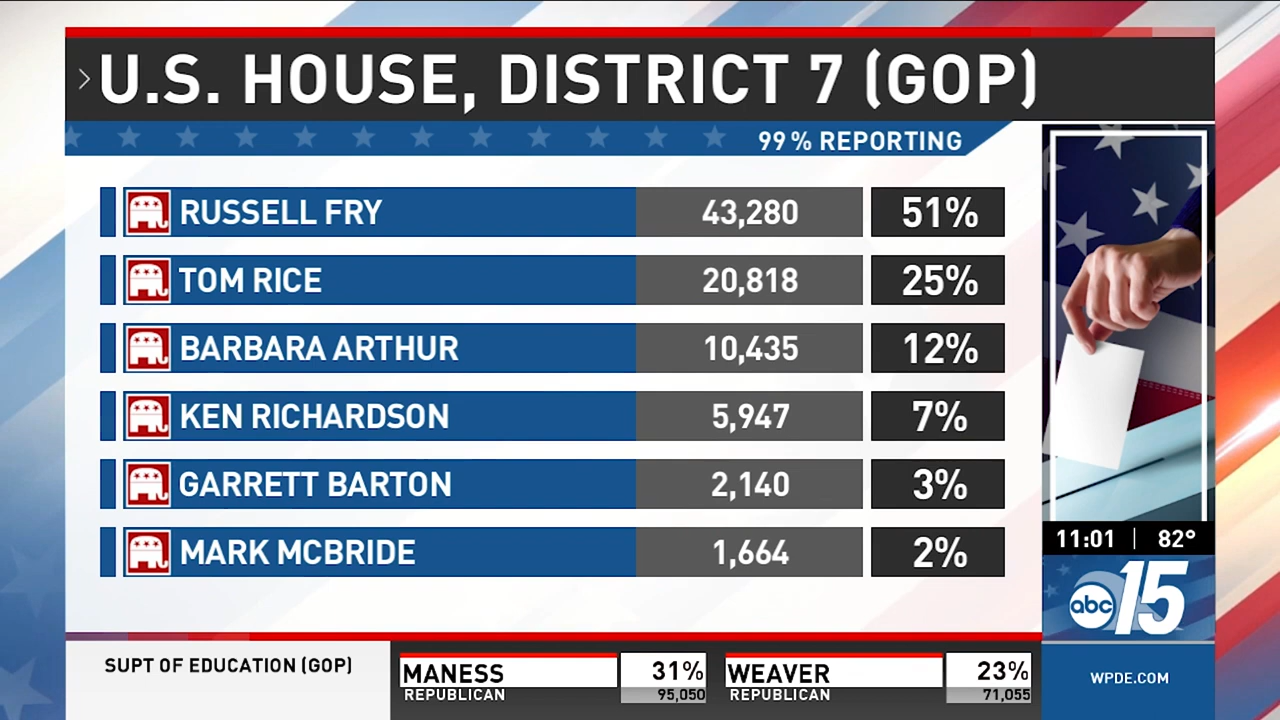 U.S. HOUSE, DISTRICT 7 (GOP)
99% REPORTING
RUSSELL FRY 43,280 51%
TOM RICE 20,818 25%
BARBARA ARTHUR 10,435 12%
KEN RICHARDSON 5,947 7%
GARRETT BARTON 2,140 3%
MARK MCBRIDE 1,664 2%
11:01 | 82°
abc 15
SUPT OF EDUCATION (GOP)
MANESS 31%
REPUBLICAN 95,050
WEAVER 23%
REPUBLICAN 71,055
WPDE.COM